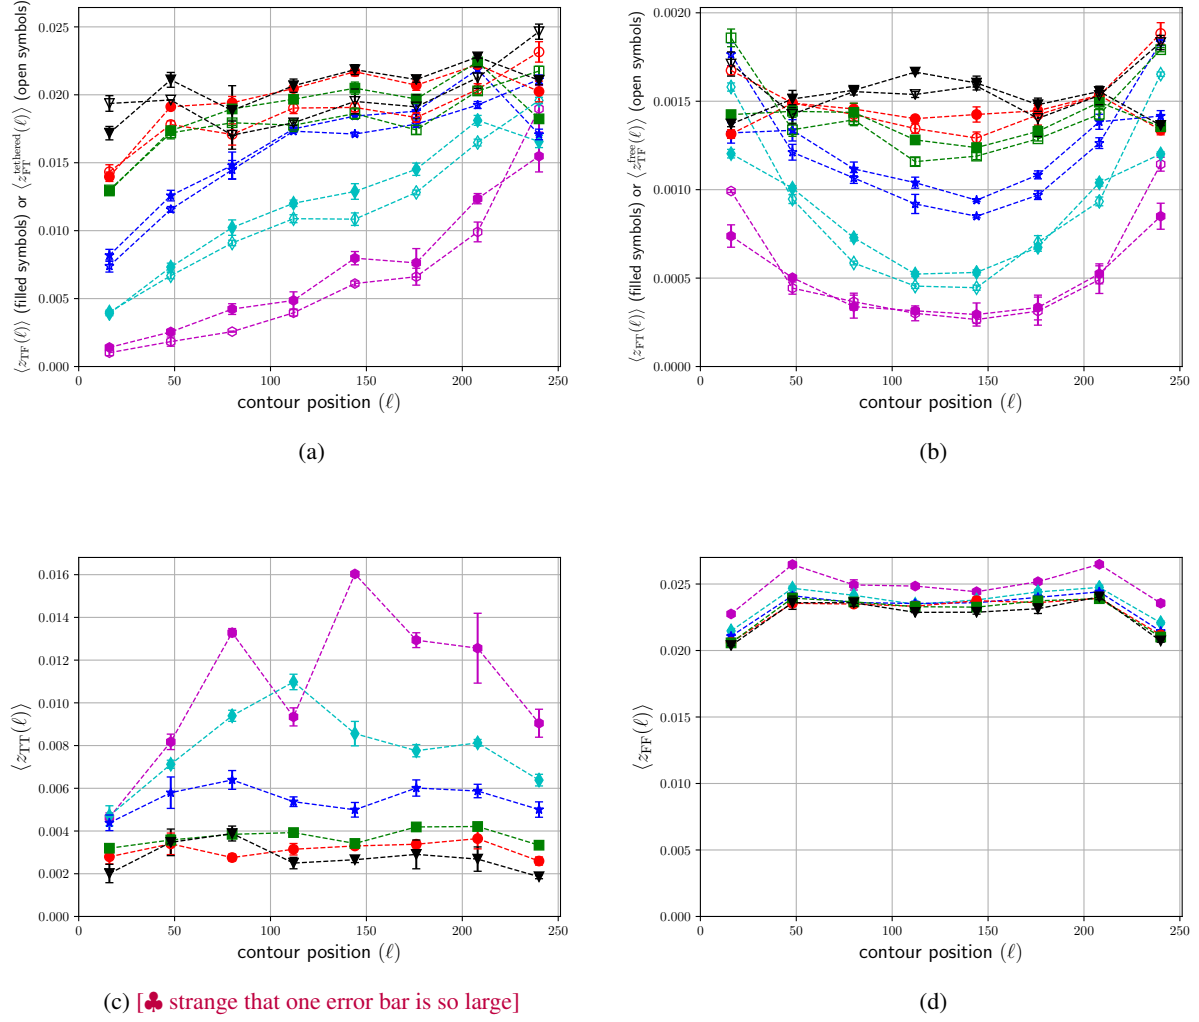 ⟨z_TF(ℓ)⟩ (filled symbols) or ⟨z_FT^tethered(ℓ)⟩ (open symbols)
0.025
0.020
0.015
0.010
0.005
0.000
0 50 100 150 200 250
contour position (ℓ)
(a)
⟨z_FT(ℓ)⟩ (filled symbols) or ⟨z_TF^free(ℓ)⟩ (open symbols)
0.0020
0.0015
0.0010
0.0005
0.0000
0 50 100 150 200 250
contour position (ℓ)
(b)
⟨z_TT(ℓ)⟩
0.016
0.014
0.012
0.010
0.008
0.006
0.004
0.002
0.000
0 50 100 150 200 250
contour position (ℓ)
(c) [♣ strange that one error bar is so large]
⟨z_FF(ℓ)⟩
0.025
0.020
0.015
0.010
0.005
0.000
0 50 100 150 200 250
contour position (ℓ)
(d)